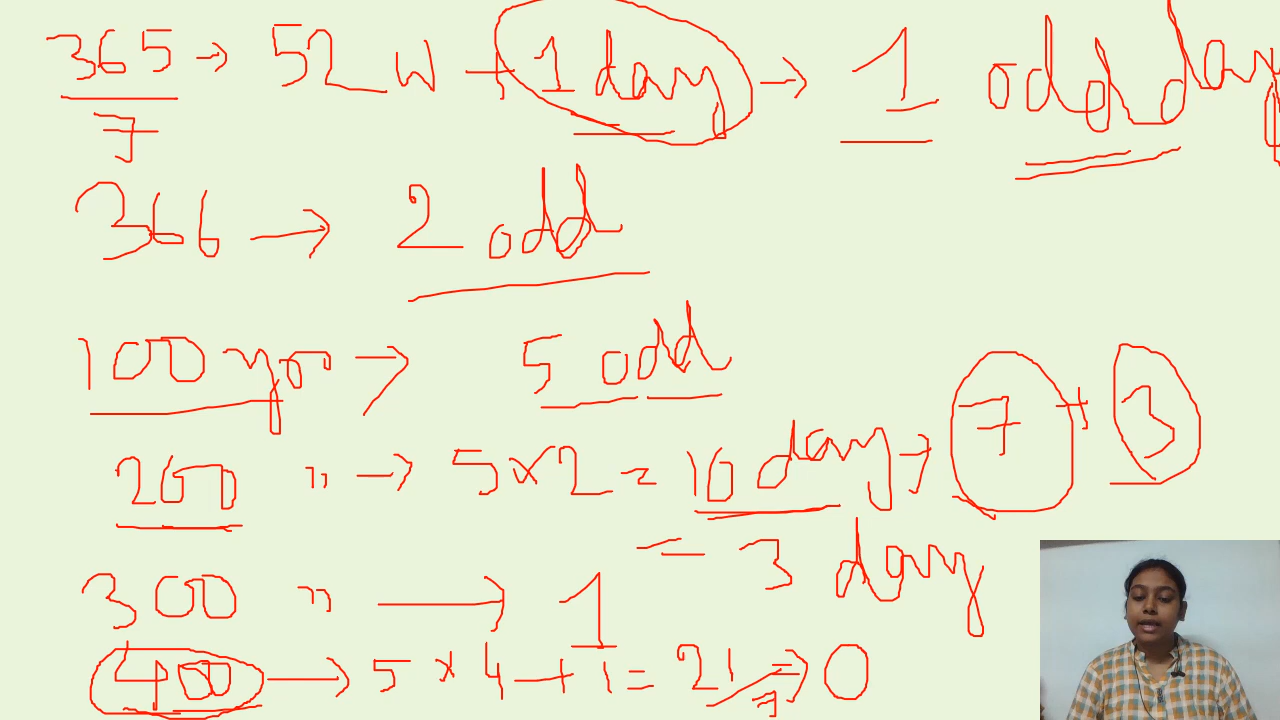 365 → 52 W + 1 day → 1 odd day
7
366 → 2 odd
100 yr → 5 odd
200 " → 5 × 2 = 10 day → 7 + 3
= 3 day
300 " → 1
400 → 5 × 4 + 1 = 21 ⇒ 0
7